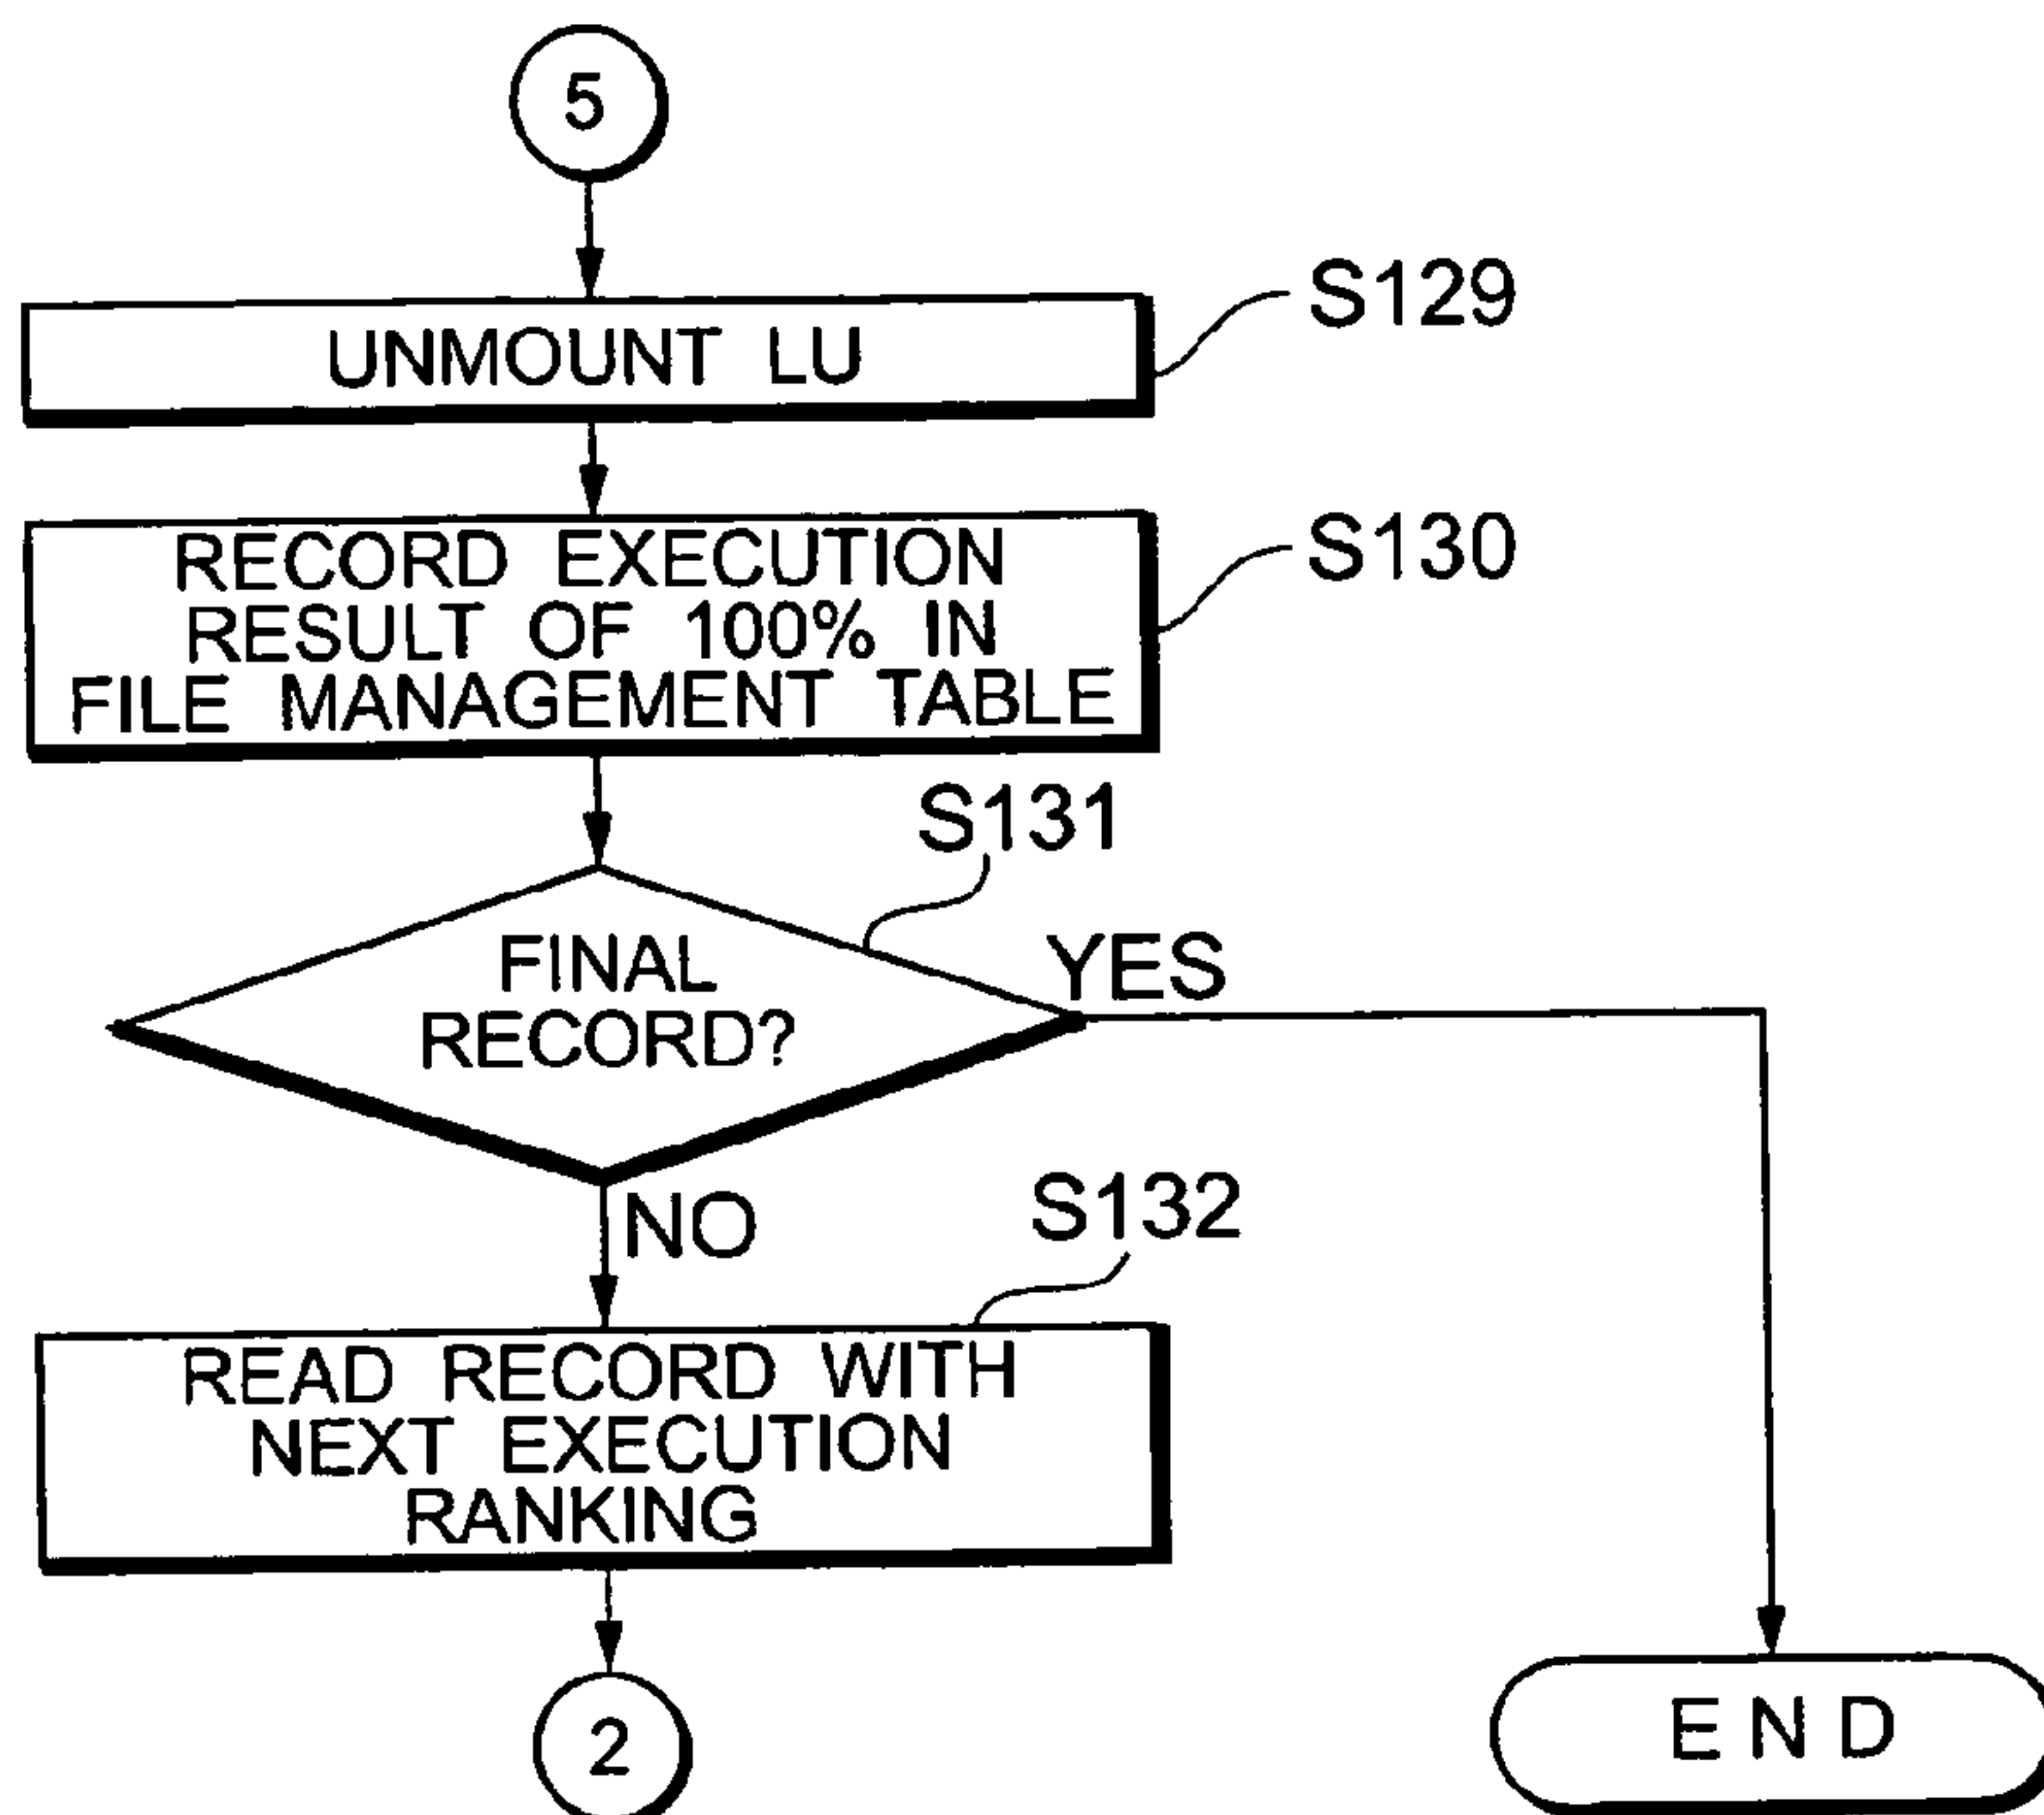 5
UNMOUNT LU
S129
RECORD EXECUTION
RESULT OF 100% IN
FILE MANAGEMENT TABLE
S130
S131
FINAL
RECORD?
YES
NO
S132
READ RECORD WITH
NEXT EXECUTION
RANKING
2
END